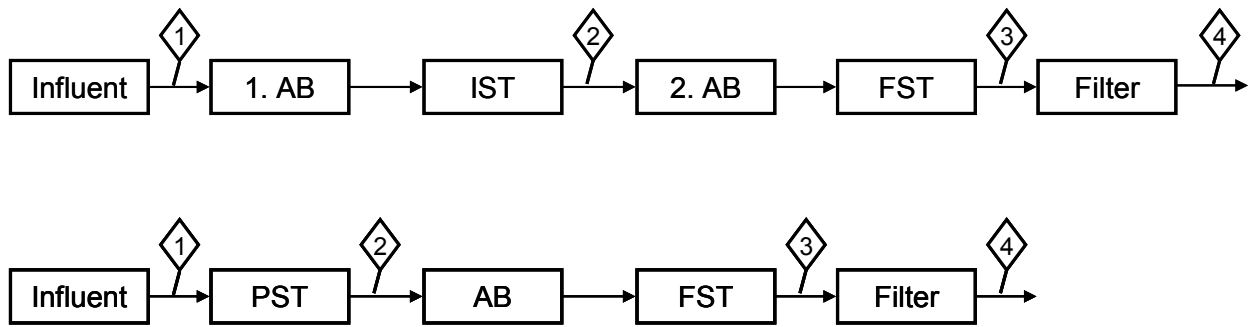 1 2 3 4
Influent 1. AB IST 2. AB FST Filter
1 2 3 4
Influent PST AB FST Filter